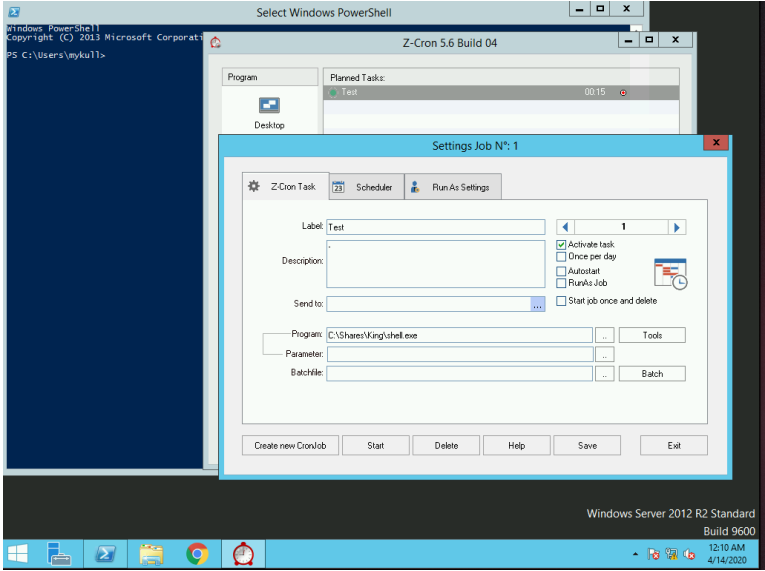 Select Windows PowerShell
Windows PowerShell
Copyright (C) 2013 Microsoft Corporati
PS C:\Users\mykull>
Z-Cron 5.6 Build 04
Program
Planned Tasks:
Test 00:15
Desktop
Settings Job N°: 1
Z-Cron Task
23 Scheduler
Run As Settings
Label: Test
1
Description: .
Activate task
Once per day
Autostart
RunAs Job
Send to: ...
Start job once and delete
Program: C:\Shares\King\shell.exe .. Tools
Parameter: ..
Batchfile: .. Batch
Create new CronJob
Start
Delete
Help
Save
Exit
Windows Server 2012 R2 Standard
Build 9600
12:10 AM
4/14/2020